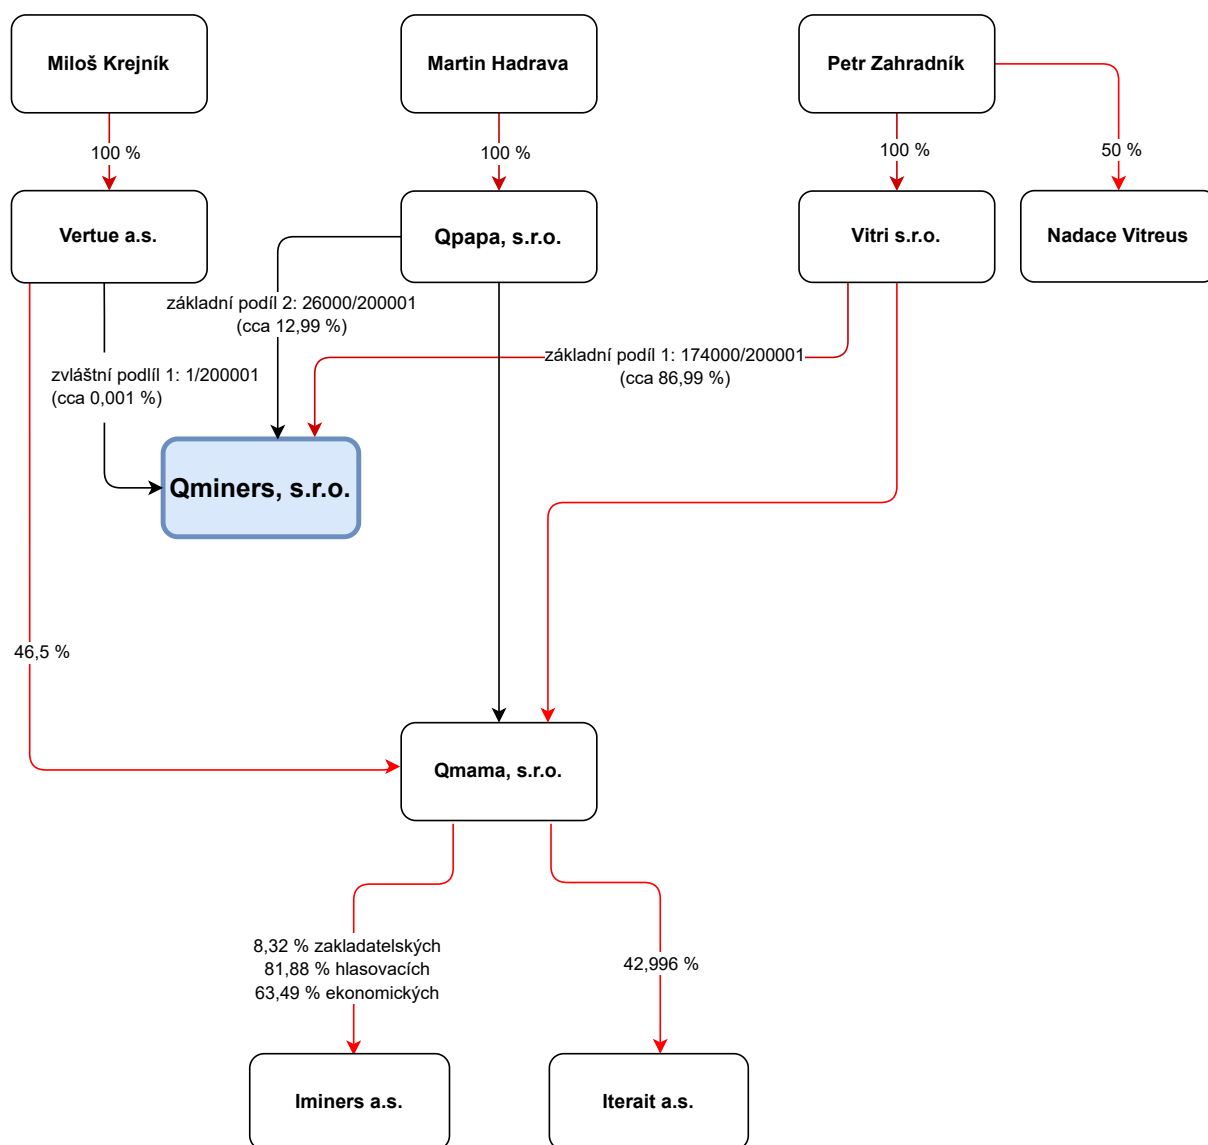 Miloš Krejník
Martin Hadrava
Petr Zahradník
100 %
100 %
100 %
50 %
Vertue a.s.
Qpapa, s.r.o.
Vitri s.r.o.
Nadace Vitreus
základní podíl 2: 26000/200001
(cca 12,99 %)
základní podíl 1: 174000/200001
(cca 86,99 %)
zvláštní podlíl 1: 1/200001
(cca 0,001 %)
Qminers, s.r.o.
46,5 %
Qmama, s.r.o.
8,32 % zakladatelských
81,88 % hlasovacích
63,49 % ekonomických
42,996 %
Iminers a.s.
Iterait a.s.